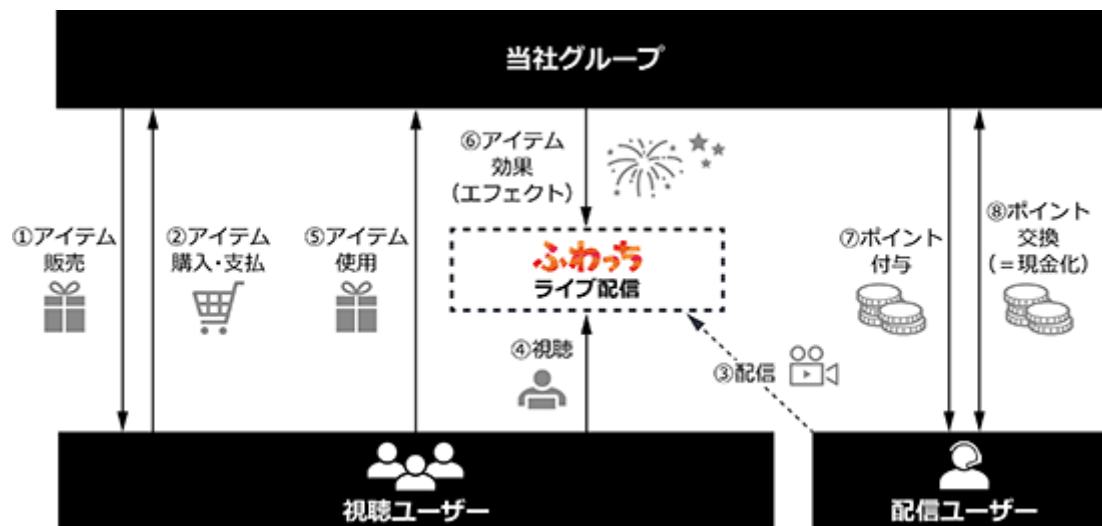 当社グループ
①アイテム
販売
②アイテム
購入・支払
⑤アイテム
使用
⑥アイテム
効果
（エフェクト）
ふわっち
ライブ配信
④視聴
③配信
⑦ポイント
付与
⑧ポイント
交換
（＝現金化）
視聴ユーザー
配信ユーザー